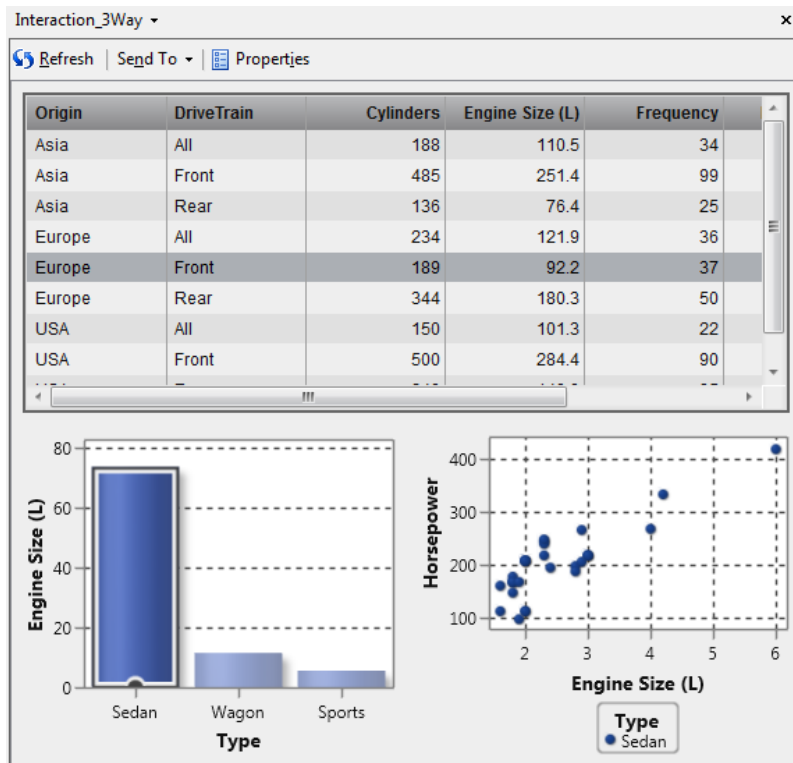 Interaction_3Way
Refresh Send To Properties
Origin DriveTrain Cylinders Engine Size (L) Frequency
Asia All 188 110.5 34
Asia Front 485 251.4 99
Asia Rear 136 76.4 25
Europe All 234 121.9 36
Europe Front 189 92.2 37
Europe Rear 344 180.3 50
USA All 150 101.3 22
USA Front 500 284.4 90
80
60
40
20
0
Engine Size (L)
Sedan Wagon Sports
Type
400
300
200
100
Horsepower
2 3 4 5 6
Engine Size (L)
Type
Sedan